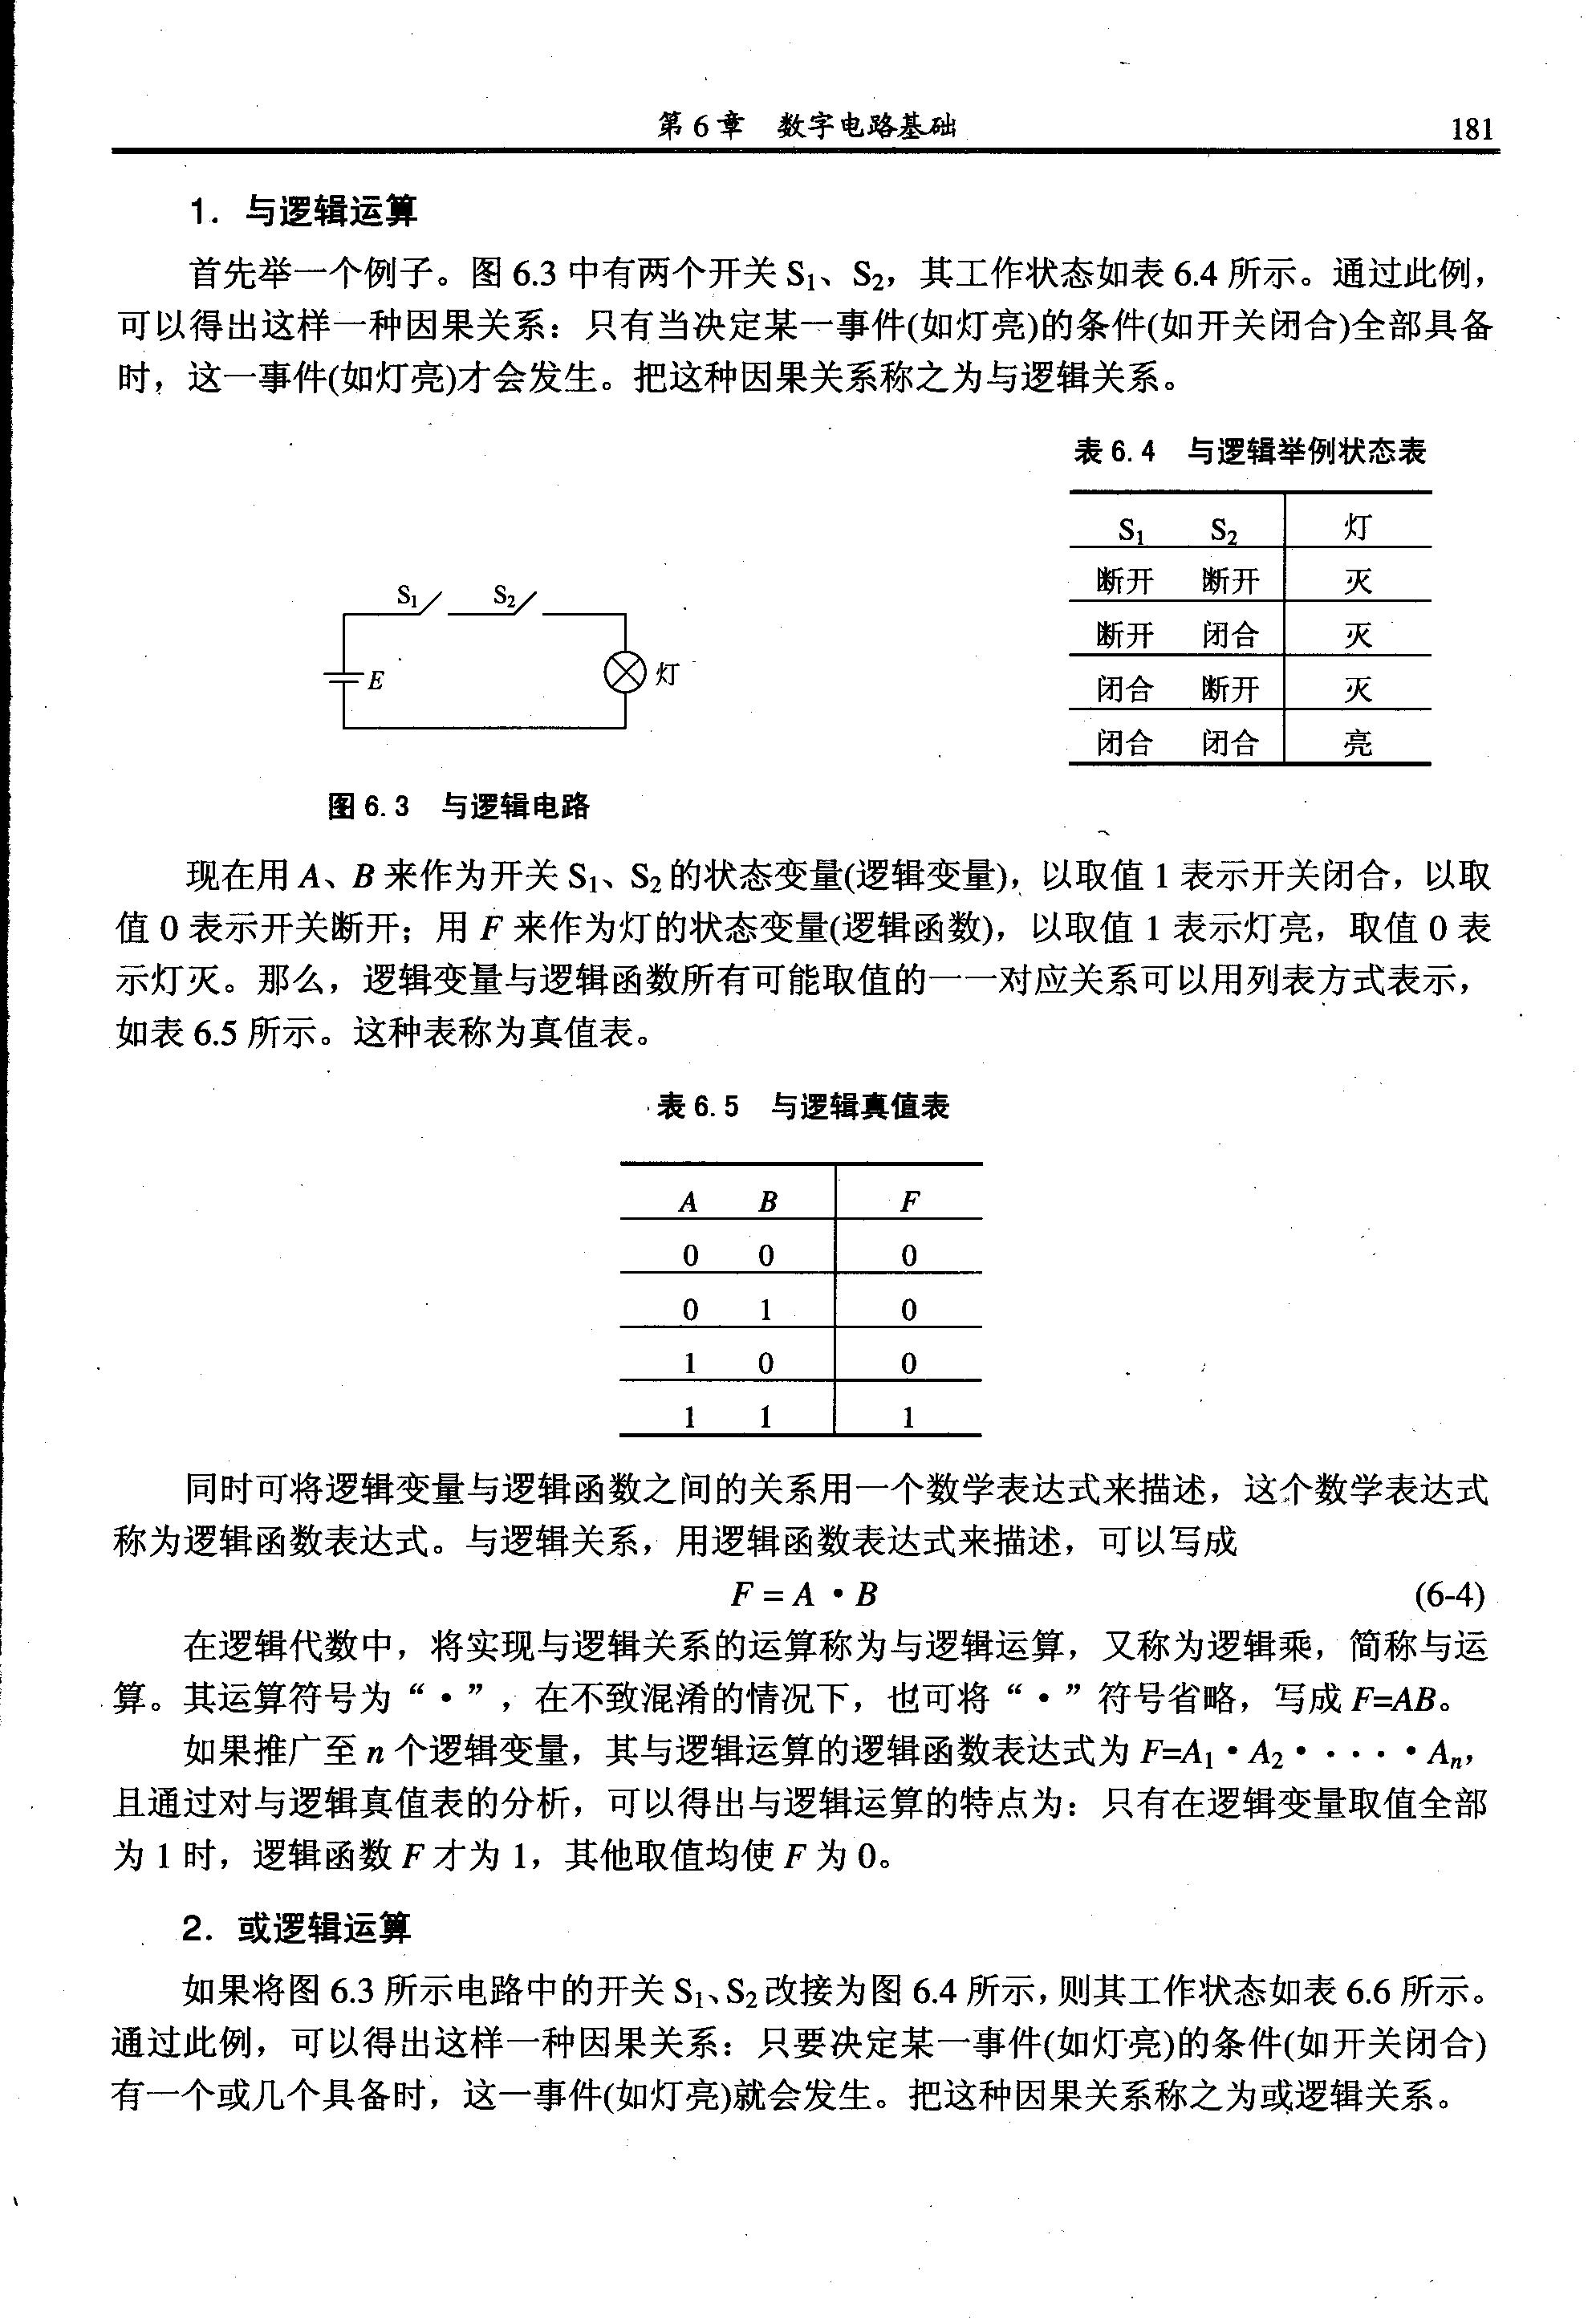 第6章 数字电路基础 181
1. 与逻辑运算
首先举一个例子。图 6.3 中有两个开关 S₁、S₂，其工作状态如表 6.4 所示。通过此例，
可以得出这样一种因果关系：只有当决定某一事件(如灯亮)的条件(如开关闭合)全部具备
时，这一事件(如灯亮)才会发生。把这种因果关系称之为与逻辑关系。
表 6.4 与逻辑举例状态表
S₁ S₂ 灯
断开 断开 灭
断开 闭合 灭
闭合 断开 灭
闭合 闭合 亮
S₁ S₂
E 灯
图 6.3 与逻辑电路
现在用 A、B 来作为开关 S₁、S₂ 的状态变量(逻辑变量)，以取值 1 表示开关闭合，以取
值 0 表示开关断开；用 F 来作为灯的状态变量(逻辑函数)，以取值 1 表示灯亮，取值 0 表
示灯灭。那么，逻辑变量与逻辑函数所有可能取值的一一对应关系可以用列表方式表示，
如表 6.5 所示。这种表称为真值表。
表 6.5 与逻辑真值表
A B F
0 0 0
0 1 0
1 0 0
1 1 1
同时可将逻辑变量与逻辑函数之间的关系用一个数学表达式来描述，这个数学表达式
称为逻辑函数表达式。与逻辑关系，用逻辑函数表达式来描述，可以写成
F = A • B (6-4)
在逻辑代数中，将实现与逻辑关系的运算称为与逻辑运算，又称为逻辑乘，简称与运
算。其运算符号为“•”，在不致混淆的情况下，也可将“•”符号省略，写成 F=AB。
如果推广至 n 个逻辑变量，其与逻辑运算的逻辑函数表达式为 F=A₁•A₂•···•Aₙ，
且通过对与逻辑真值表的分析，可以得出与逻辑运算的特点为：只有在逻辑变量取值全部
为 1 时，逻辑函数 F 才为 1，其他取值均使 F 为 0。
2. 或逻辑运算
如果将图 6.3 所示电路中的开关 S₁、S₂ 改接为图 6.4 所示，则其工作状态如表 6.6 所示。
通过此例，可以得出这样一种因果关系：只要决定某一事件(如灯亮)的条件(如开关闭合)
有一个或几个具备时，这一事件(如灯亮)就会发生。把这种因果关系称之为或逻辑关系。